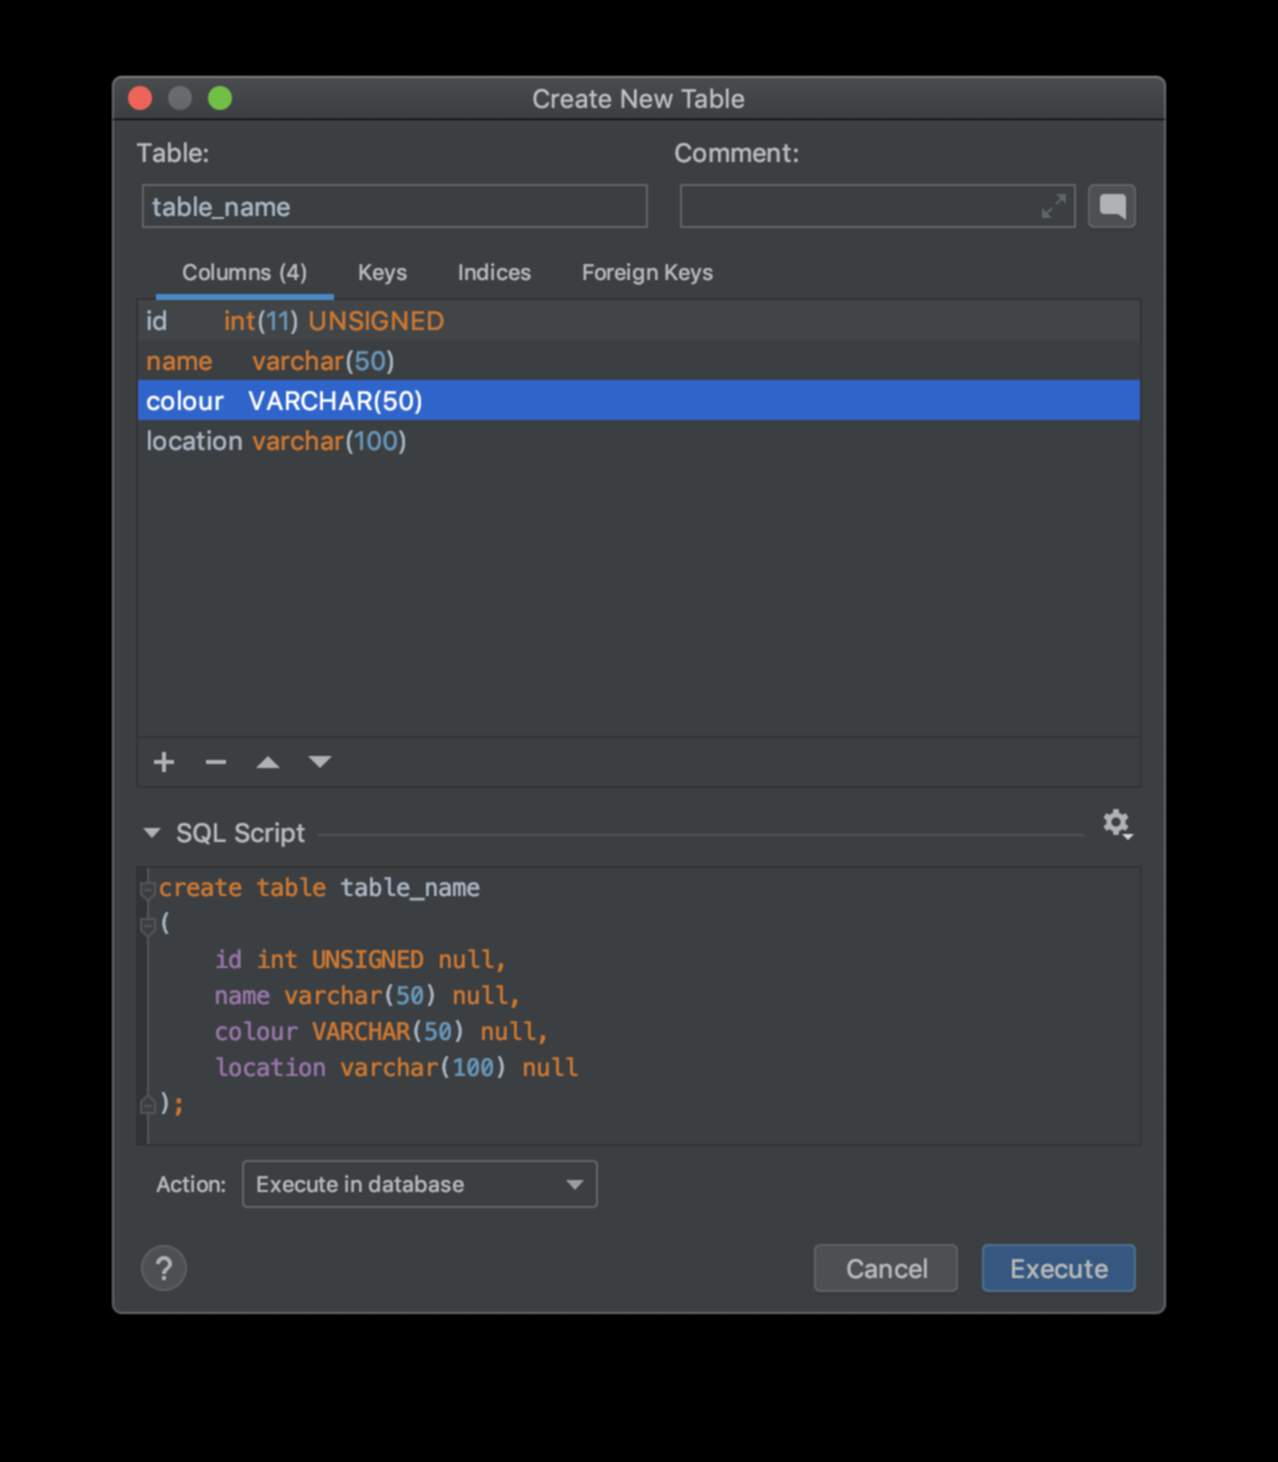 Create New Table
Table: Comment:
table_name
Columns (4) Keys Indices Foreign Keys
id int(11) UNSIGNED
name varchar(50)
colour VARCHAR(50)
location varchar(100)
SQL Script
create table table_name
(
id int UNSIGNED null,
name varchar(50) null,
colour VARCHAR(50) null,
location varchar(100) null
);
Action: Execute in database
? Cancel Execute